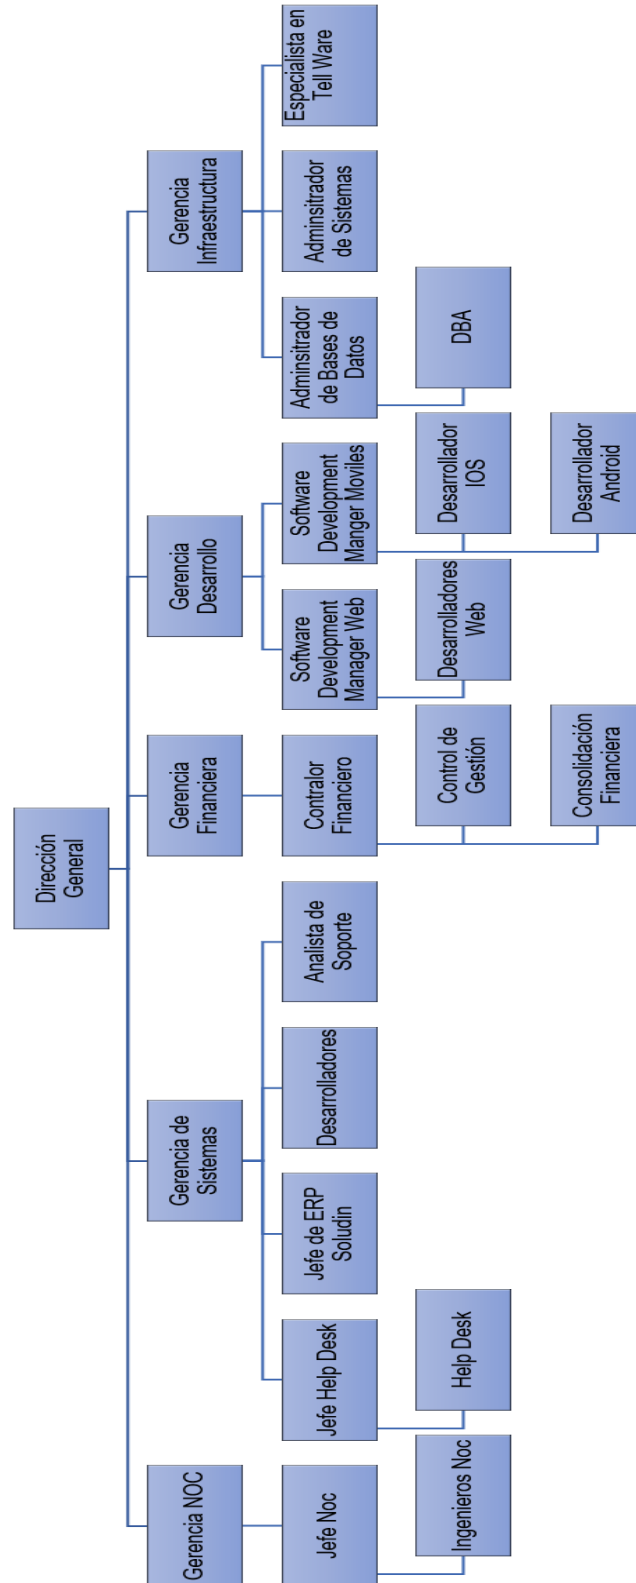 Dirección
General
Gerencia NOC
Jefe Noc
Ingenieros Noc
Gerencia de
Sistemas
Jefe Help Desk
Help Desk
Jefe de ERP
Soludin
Desarrolladores
Analista de
Soporte
Gerencia
Financiera
Contralor
Financiero
Control de
Gestión
Consolidación
Financiera
Gerencia
Desarrollo
Software
Development
Manager Web
Desarrolladores
Web
Software
Development
Manger Moviles
Desarrollador
IOS
Desarrollador
Android
Gerencia
Infraestructura
Adminsitrador
de Bases de
Datos
DBA
Adminsitrador
de Sistemas
Especialista en
Tell Ware